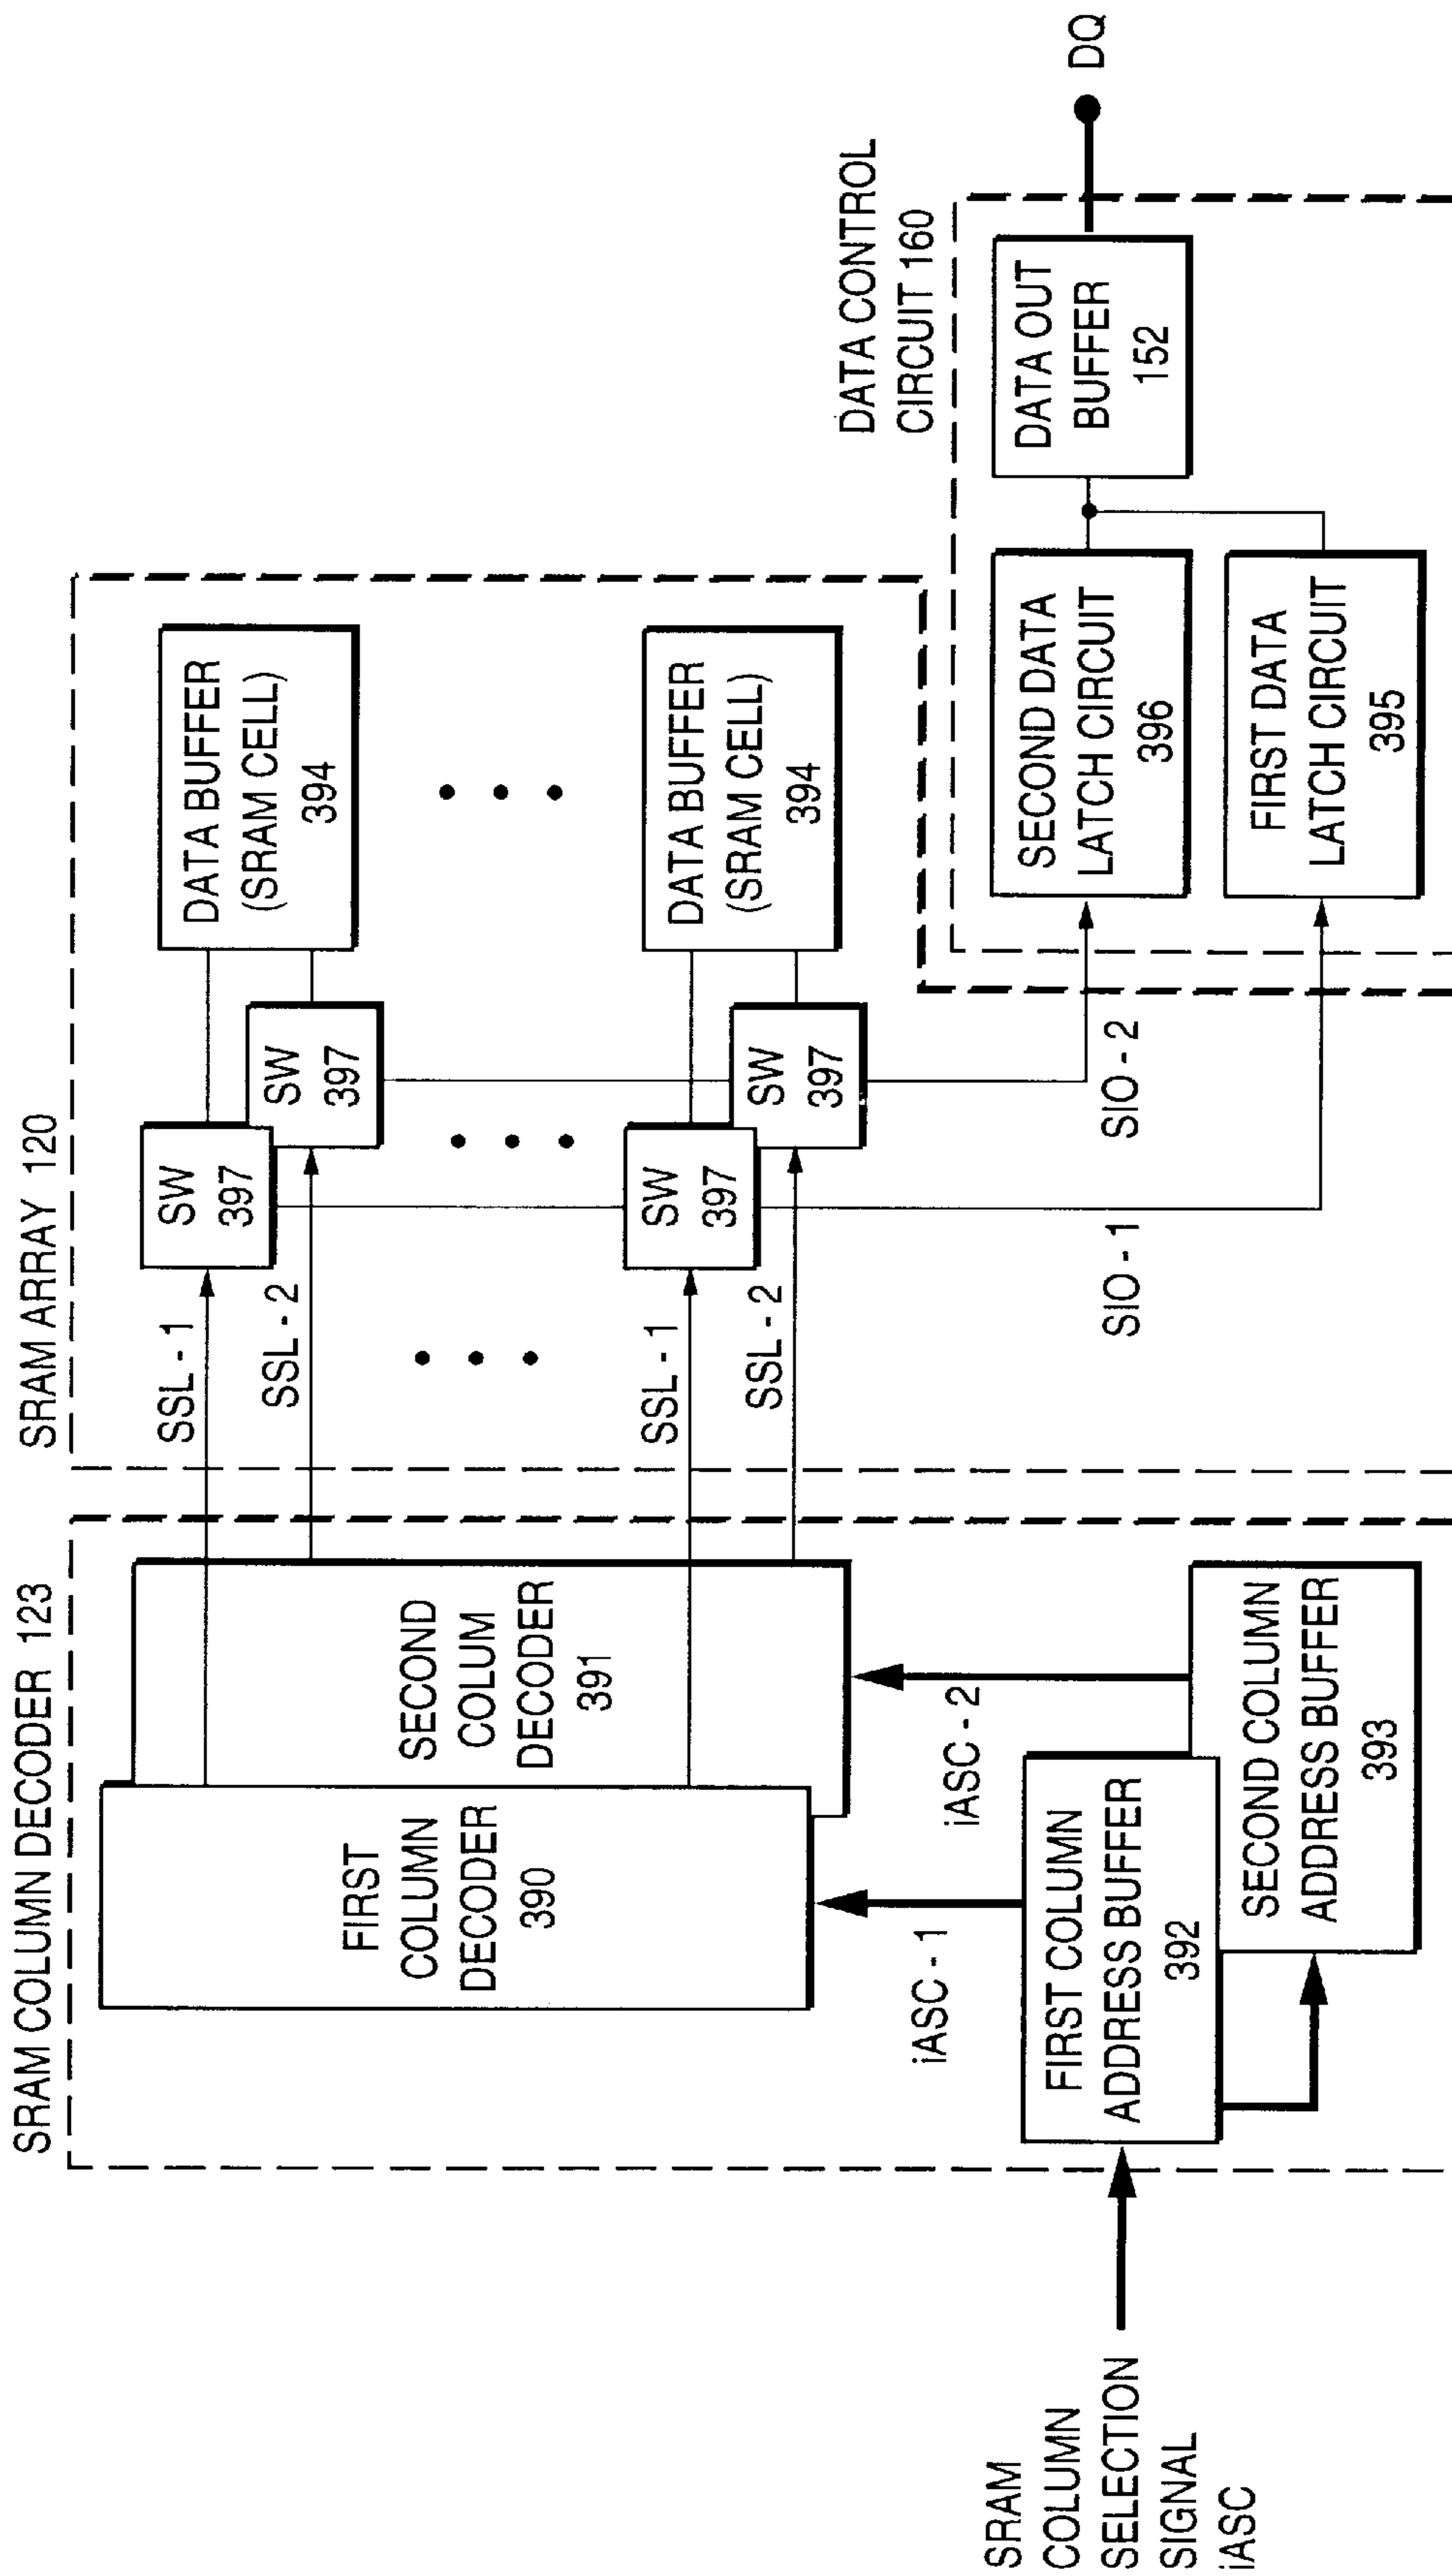 SRAM COLUMN DECODER 123
FIRST
COLUMN
DECODER
390
SECOND
COLUM
DECODER
391
iASC - 1
iASC - 2
FIRST COLUMN
ADDRESS BUFFER
392
SECOND COLUMN
ADDRESS BUFFER
393
SRAM
COLUMN
SELECTION
SIGNAL
iASC
SRAM ARRAY 120
SSL - 1
SSL - 2
SW
397
SW
397
DATA BUFFER
(SRAM CELL)
394
SSL - 1
SSL - 2
SW
397
SW
397
DATA BUFFER
(SRAM CELL)
394
SIO - 1
SIO - 2
DATA CONTROL
CIRCUIT 160
SECOND DATA
LATCH CIRCUIT
396
FIRST DATA
LATCH CIRCUIT
395
DATA OUT
BUFFER
152
DQ